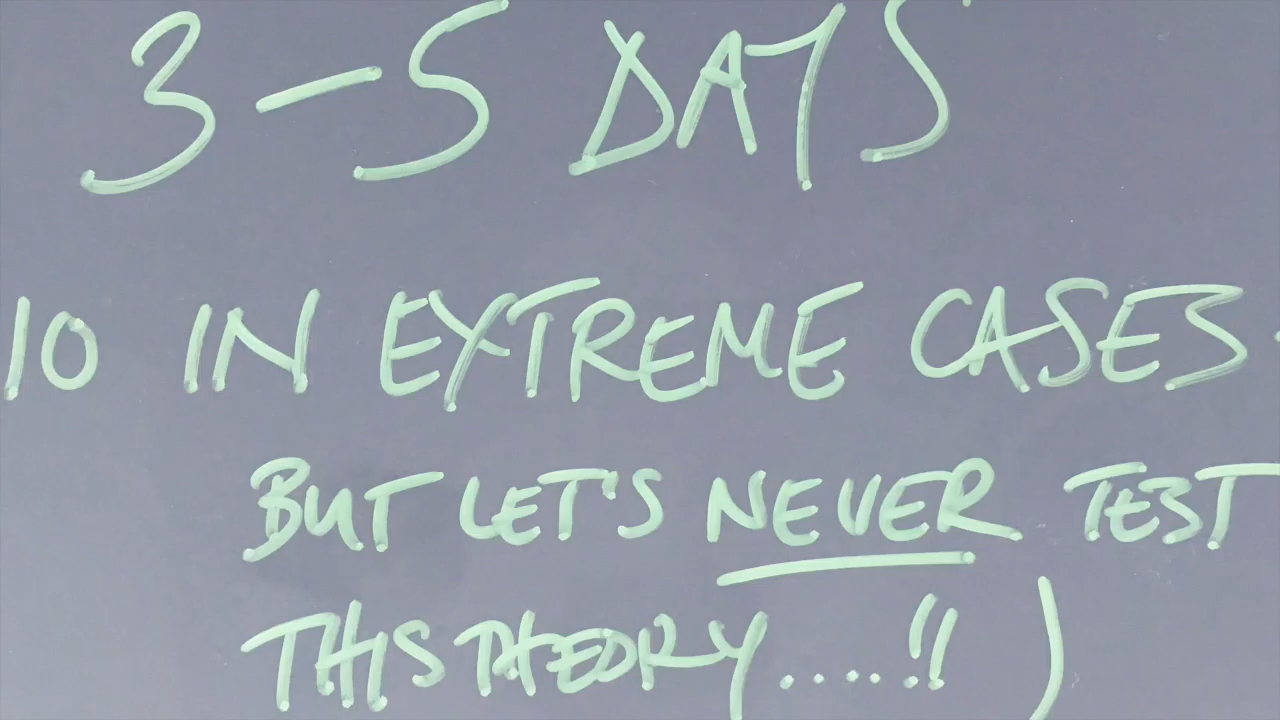 3-5 DAYS
10 IN EXTREME CASES.
BUT LET'S NEVER TEST
THIS THEORY.....!! )